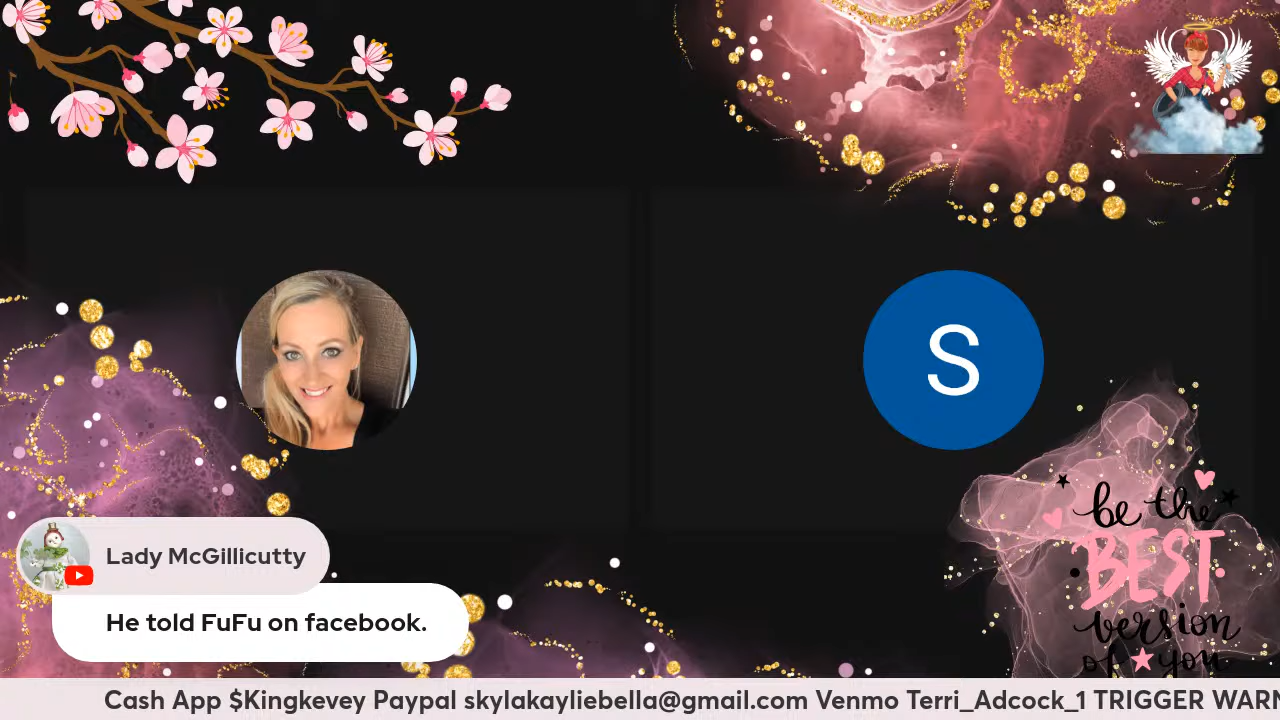 S
be the
BEST
version
of you
Lady McGillicutty
He told FuFu on facebook.
Cash App $Kingkevey Paypal skylakayliebella@gmail.com Venmo Terri_Adcock_1 TRIGGER WARN